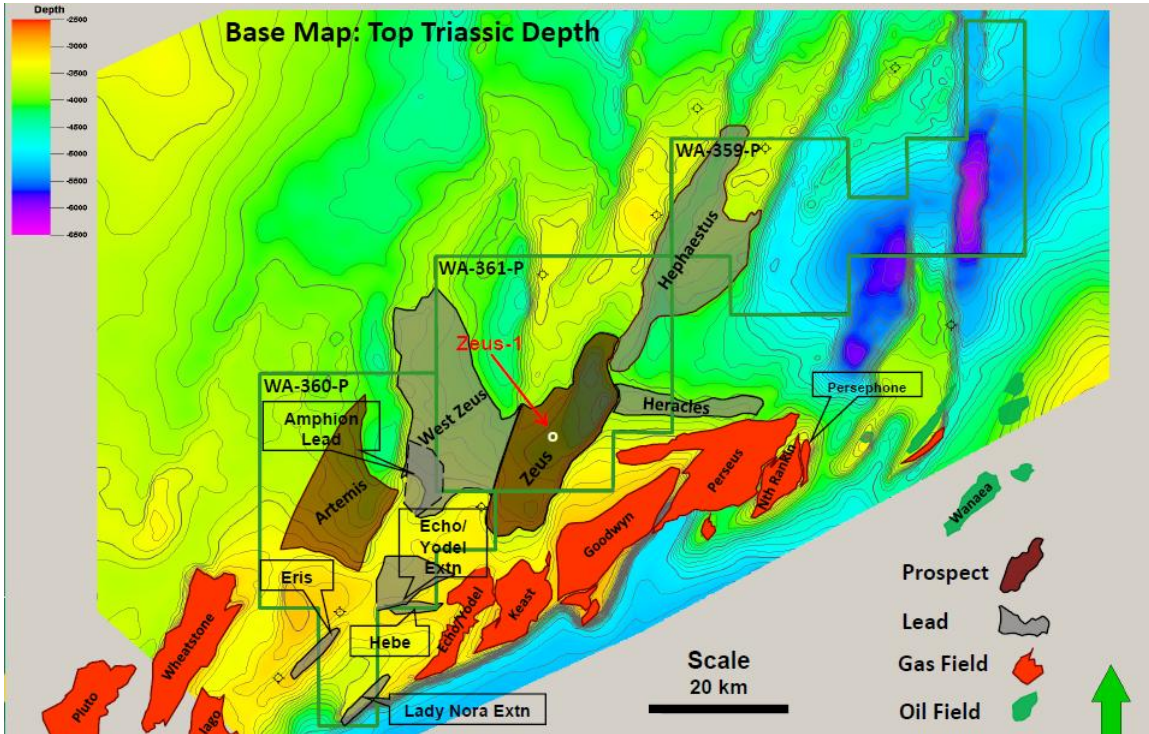 Depth
-2500
-3000
-3500
-4000
-4500
-5000
-5500
-6000
-6500
Base Map: Top Triassic Depth
WA-359-P
Hephaestus
WA-361-P
Zeus-1
WA-360-P
Amphion
Lead
West Zeus
Persephone
Heracles
Artemis
Zeus
Perseus
Nth Rankin
Wanaea
Echo/
Yodel
Extn
Goodwyn
Eris
Hebe
Echo/Yodel
Keast
Wheatstone
Pluto
Iago
Lady Nora Extn
Scale
20 km
Prospect
Lead
Gas Field
Oil Field